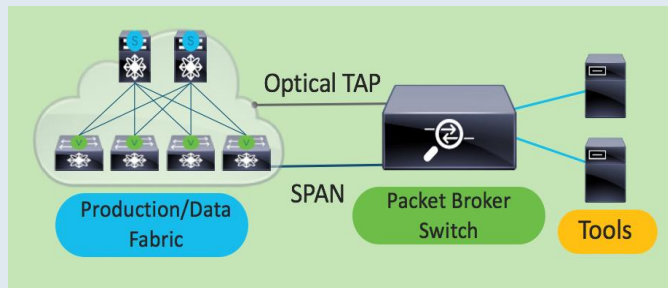 S S
Optical TAP
V V V V
SPAN
Production/Data
Fabric
Packet Broker
Switch
Tools